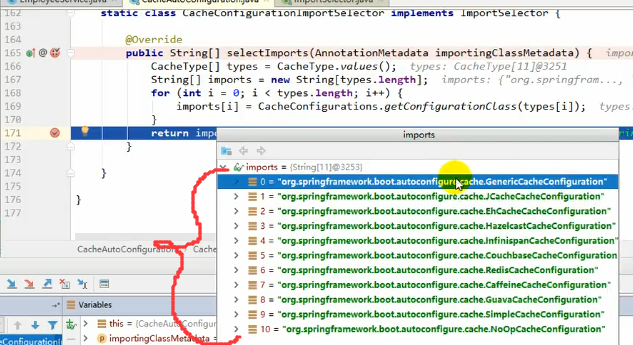 EmployeeService.java
CacheAutoConfiguration.java
ImportSelector.java
162 static class CacheConfigurationImportSelector implements ImportSelector {
163
164 @Override
165 public String[] selectImports(AnnotationMetadata importingClassMetadata) {
166 CacheType[] types = CacheType.values(); types: CacheType[11]@3251
167 String[] imports = new String[types.length]; imports: {"org.springfram...,
168 for (int i = 0; i < types.length; i++) {
169 imports[i] = CacheConfigurations.getConfigurationClass(types[i]);
170 }
171 return
172 }
173
174 }
175
176 }
177
imports
imports = {String[11]@3253}
0 = "org.springframework.boot.autoconfigure.cache.GenericCacheConfiguration"
1 = "org.springframework.boot.autoconfigure.cache.JCacheCacheConfiguration"
2 = "org.springframework.boot.autoconfigure.cache.EhCacheCacheConfiguration"
3 = "org.springframework.boot.autoconfigure.cache.HazelcastCacheConfiguration"
4 = "org.springframework.boot.autoconfigure.cache.InfinispanCacheConfiguration"
5 = "org.springframework.boot.autoconfigure.cache.CouchbaseCacheConfiguration"
6 = "org.springframework.boot.autoconfigure.cache.RedisCacheConfiguration"
7 = "org.springframework.boot.autoconfigure.cache.CaffeineCacheConfiguration"
8 = "org.springframework.boot.autoconfigure.cache.GuavaCacheConfiguration"
9 = "org.springframework.boot.autoconfigure.cache.SimpleCacheConfiguration"
10 = "org.springframework.boot.autoconfigure.cache.NoOpCacheConfiguration"
CacheAutoConfiguration
Variables
this = {CacheAutoConfigur
importingClassMetadata =